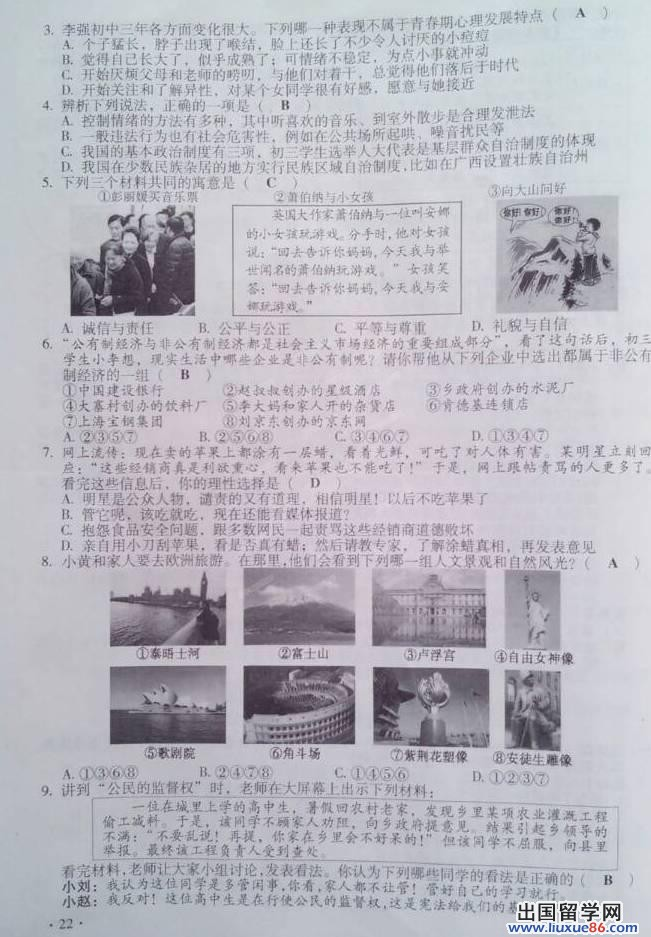 3. 李强初中三年各方面变化很大。下列哪一种表现不属于青春期心理发展特点（ A ）
A. 个子猛长，脖子出现了喉结，脸上还长了不少令人讨厌的小痘痘
B. 觉得自己长大了，似乎成熟了；可情绪不稳定，为点小事就冲动
C. 开始厌烦父母和老师的唠叨，与他们对着干，总觉得他们落后于时代
D. 开始关注和了解异性，对某个女同学很有好感，愿意与她接近
4. 辨析下列说法，正确的一项是（ B ）
A. 控制情绪的方法有多种，其中听喜欢的音乐、到室外散步是合理发泄法
B. 一般违法行为也有社会危害性，例如在公共场所起哄、噪音扰民等
C. 我国的基本政治制度有三项，初三学生选举人大代表是基层群众自治制度的体现
D. 我国在少数民族杂居的地方实行民族区域自治制度，比如在广西设置壮族自治州
5. 下列三个材料共同的寓意是（ C ）
①彭丽媛买音乐票 ②萧伯纳与小女孩 ③向大山问好
英国大作家萧伯纳与一位叫安娜
的小女孩玩游戏。分手时，他对女孩
说：“回去告诉你妈妈，今天我与举
世闻名的萧伯纳玩游戏。” 女孩笑
答：“回去告诉你妈妈，今天我与安
娜玩游戏。”
你好！你好！
你好！你好！
A. 诚信与责任 B. 公平与公正 C. 平等与尊重 D. 礼貌与自信
6. “公有制经济与非公有制经济都是社会主义市场经济的重要组成部分”，看了这句话后，初三
学生小李想，现实生活中哪些企业是非公有制呢？请你帮他从下列企业中选出都属于非公有
制经济的一组（ B ）
①中国建设银行 ②赵叔叔创办的星级酒店 ③乡政府创办的水泥厂
④大寨村创办的饮料厂 ⑤李大妈和家人开的杂货店 ⑥肯德基连锁店
⑦上海宝钢集团 ⑧刘京东创办的京东网
A. ②③⑤⑦ B. ②⑤⑥⑧ C. ③④⑥⑦ D. ①③④⑦
7. 网上流传：现在卖的苹果上都涂有一层蜡，看着光鲜，可吃了对人体有害。某明星立刻回
应：“这些经销商真是利欲熏心，看来苹果也不能吃了！”于是，网上跟帖责骂的人更多了。
看完这些信息后，你的理性选择是（ D ）
A. 明星是公众人物，谴责的又有道理，相信明星！以后不吃苹果了
B. 管它呢，该吃就吃，现在还能看媒体报道？
C. 抱怨食品安全问题，跟多数网民一起责骂这些经销商道德败坏
D. 亲自用小刀刮苹果，看是否真有蜡；然后请教专家，了解涂蜡真相，再发表意见
8. 小黄和家人要去欧洲旅游。在那里，他们会看到下列哪一组人文景观和自然风光？（ A ）
①泰晤士河 ②富士山 ③卢浮宫 ④自由女神像
⑤歌剧院 ⑥角斗场 ⑦紫荆花塑像 ⑧安徒生雕像
A. ①③⑥⑧ B. ②④⑦⑧ C. ①④⑤⑥ D. ①②③⑦
9. 讲到“公民的监督权”时，老师在大屏幕上出示下列材料：
一位在城里上学的高中生，暑假回农村老家，发现乡里某项农业灌溉工程
偷工减料。于是，该同学不顾家人劝阻，向乡政府提意见。结果引起乡领导的
不满：“不要乱说！再提，你家在乡里会不好呆的！”但该同学不屈服，向县里
举报。最终该工程负责人受到查处。
看完材料，老师让大家小组讨论，发表看法。你认为下列哪些同学的看法是正确的（ B ）
小刘：我认为这位同学是多管闲事，你看，家人都不让管！管好自己的学习就行。
小赵：我反对！这位高中生是在行使公民的监督权，这是宪法给我们的基
· 22 ·
出国留学网
www.liuxue86.com